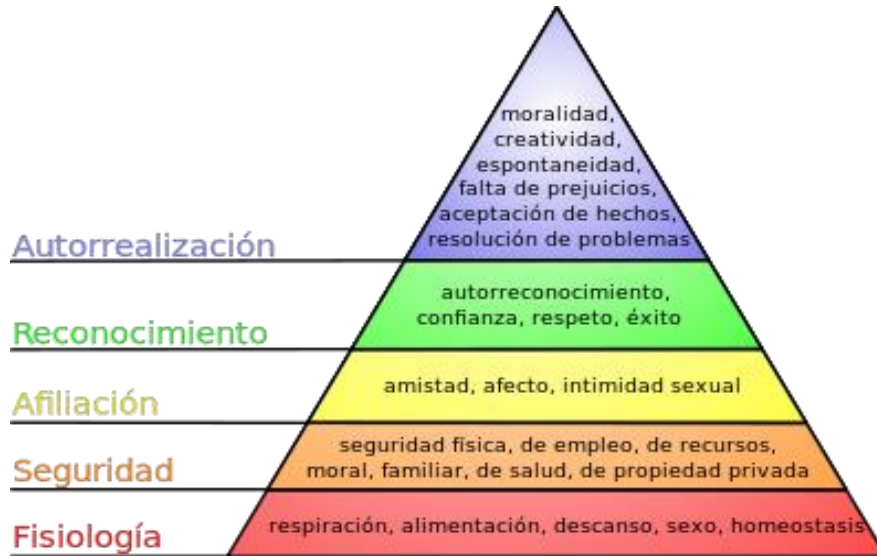 moralidad,
creatividad,
espontaneidad,
falta de prejuicios,
aceptación de hechos,
resolución de problemas
Autorrealización
autorreconocimiento,
confianza, respeto, éxito
Reconocimiento
amistad, afecto, intimidad sexual
Afiliación
seguridad física, de empleo, de recursos,
moral, familiar, de salud, de propiedad privada
Seguridad
respiración, alimentación, descanso, sexo, homeostasis
Fisiología